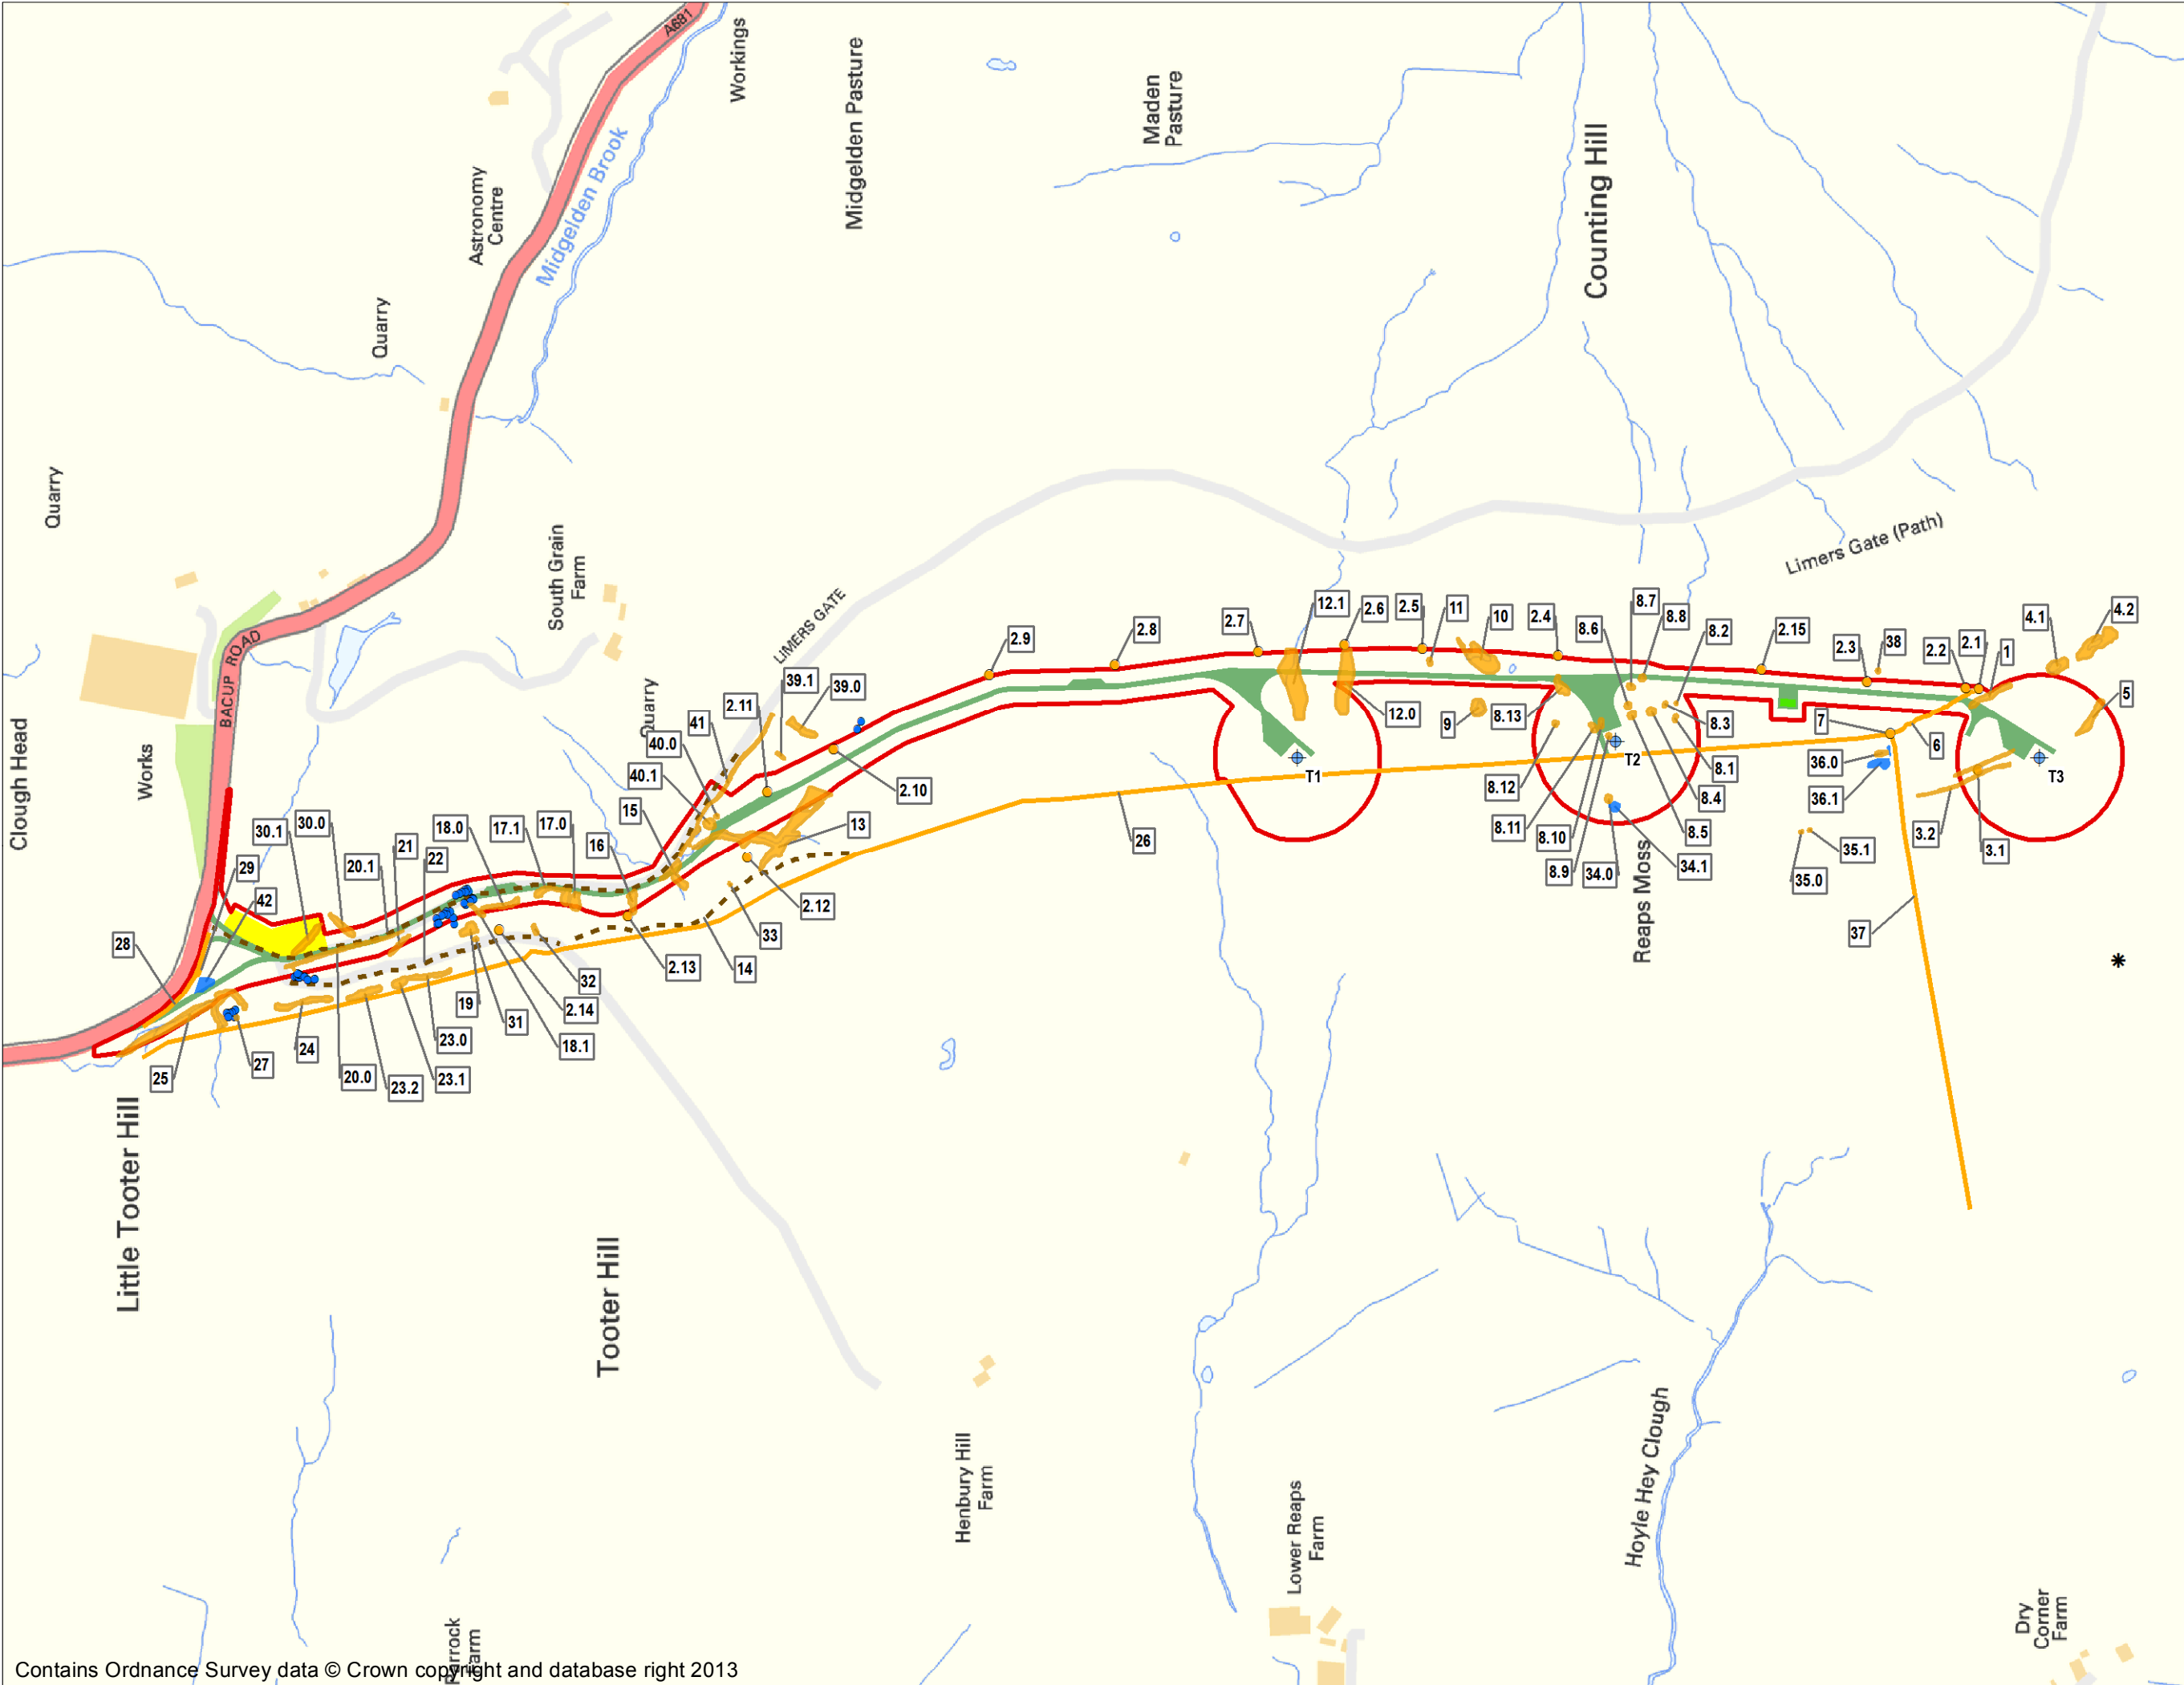 A681
Workings
Midgelden Pasture
Maden
Pasture
Counting Hill
Astronomy
Centre
Midgelden Brook
Quarry
Quarry
South Grain
Farm
LIMERS GATE
Limers Gate (Path)
BACUP ROAD
Works
Clough Head
Quarry
12.1
2.6
2.5
11
10
2.4
8.7
8.6
8.8
8.2
2.15
2.3
38
2.2
2.1
1
4.1
4.2
2.7
2.8
2.9
39.1
39.0
2.11
41
40.0
40.1
15
12.0
9
8.13
8.3
7
6
5
T1
T2
T3
8.1
36.0
36.1
8.12
8.4
8.11
8.10
8.5
8.9
34.0
34.1
35.1
35.0
3.2
3.1
2.10
13
26
30.1
30.0
20.1
21
22
18.0
17.1
17.0
16
29
42
28
2.12
33
14
2.13
32
2.14
19
31
18.1
23.0
23.1
23.2
20.0
24
27
25
37
Reaps Moss
*
Little Tooter Hill
Tooter Hill
Henbury Hill
Farm
Lower Reaps
Farm
Hoyle Hey Clough
Dry
Corner
Farm
Parrock
Farm
Contains Ordnance Survey data © Crown copyright and database right 2013